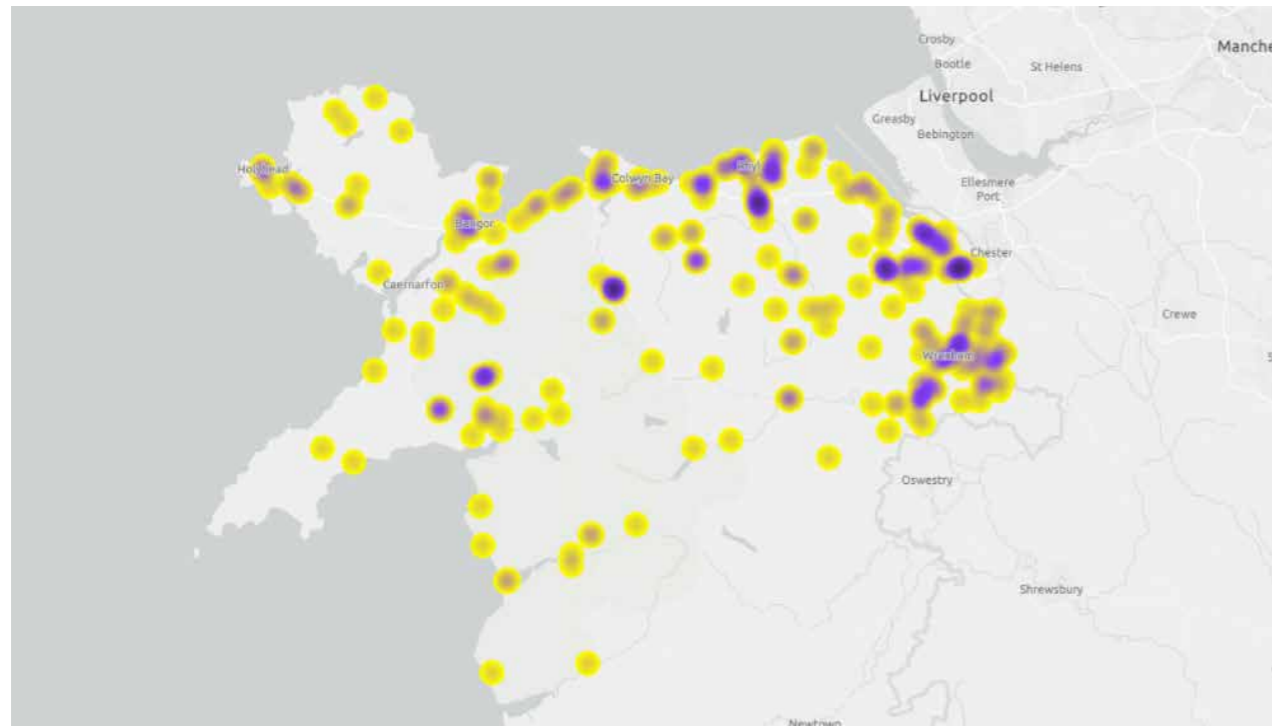 Crosby
Manche
Bootle
St Helens
Liverpool
Greasby
Bebington
Holyhead
Colwyn Bay
Rhyl
Ellesmere
Port
Bangor
Chester
Caernarfon
Crewe
Wrexham
S
Oswestry
Shrewsbury
Newtown